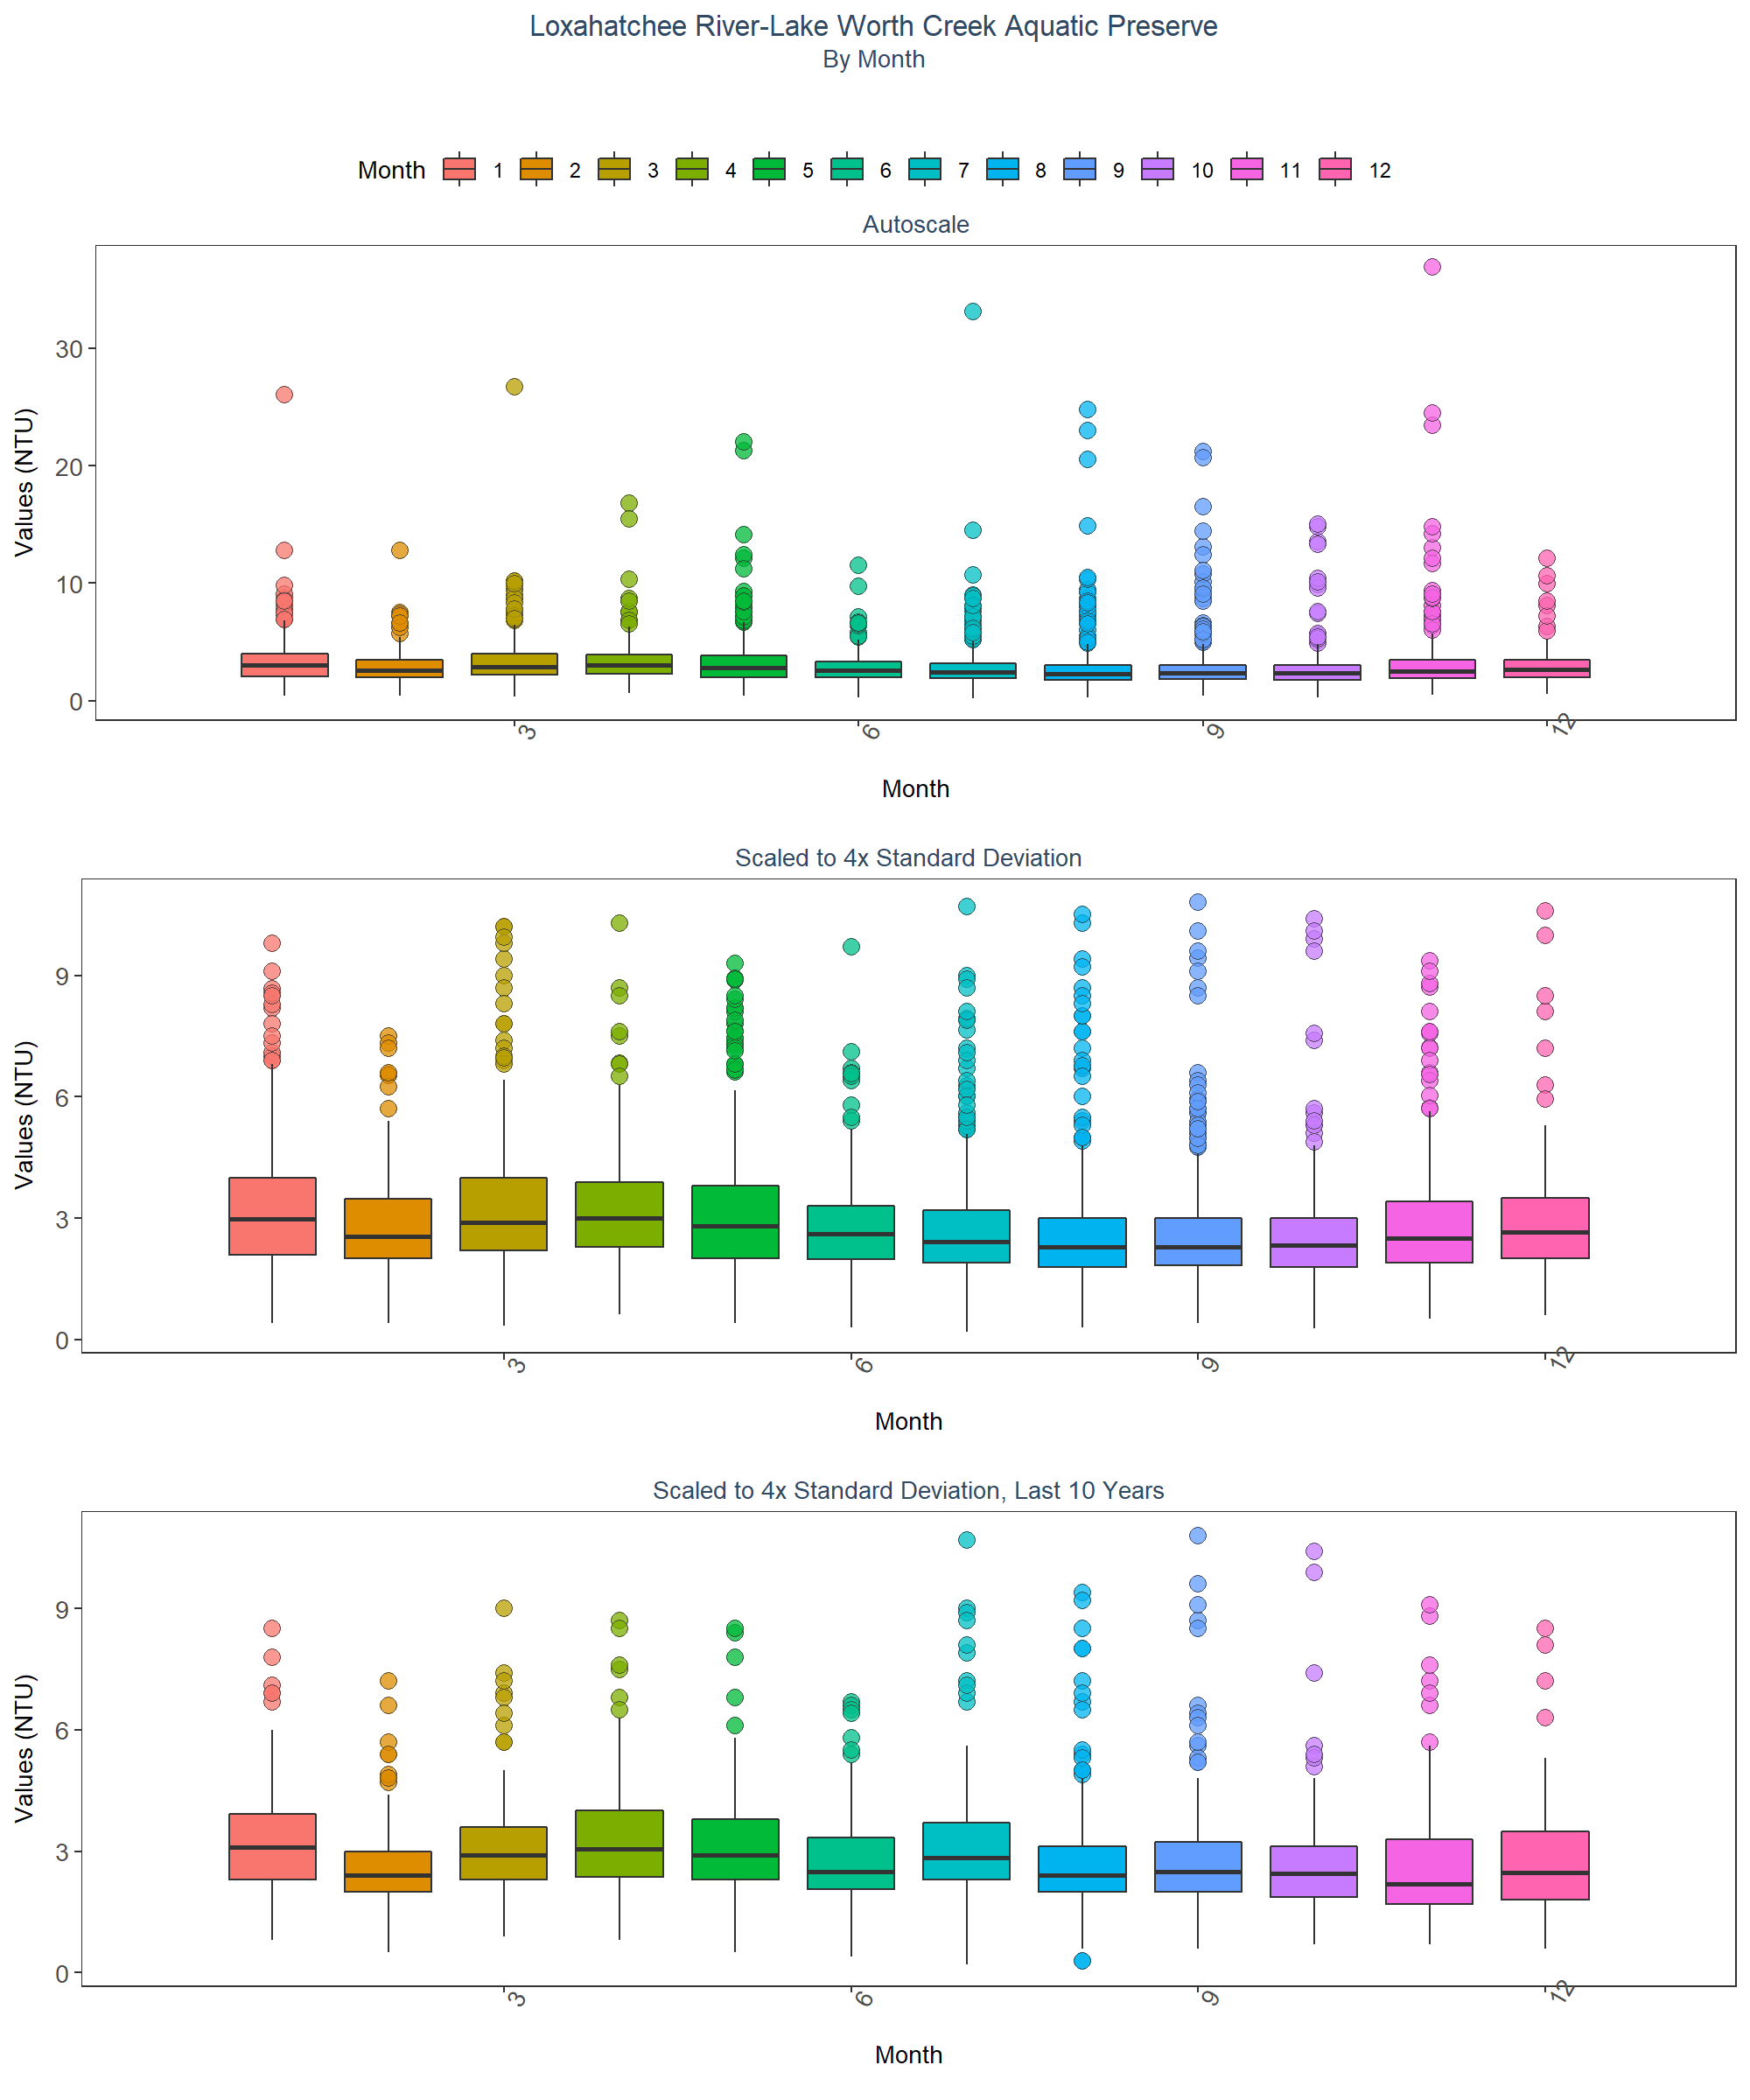 Loxahatchee River-Lake Worth Creek Aquatic Preserve
By Month
Month 1 2 3 4 5 6 7 8 9 10 11 12
Autoscale
Values (NTU)
30
20
10
0
3 6 9 12
Month
Scaled to 4x Standard Deviation
Values (NTU)
9
6
3
0
3 6 9 12
Month
Scaled to 4x Standard Deviation, Last 10 Years
Values (NTU)
9
6
3
0
3 6 9 12
Month